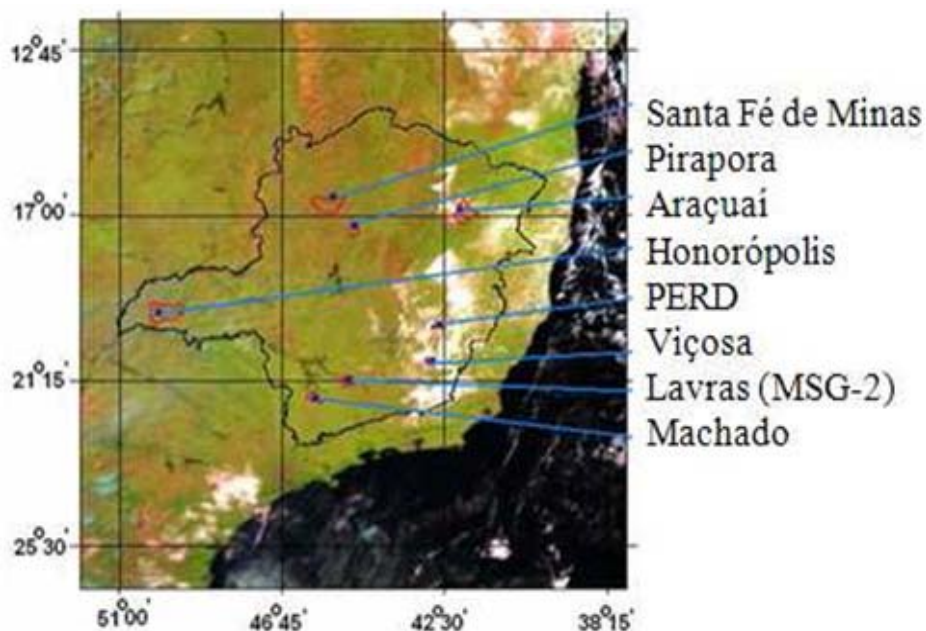 12°45'
17°00'
21°15'
25°30'
51°00'
46°45'
42°30'
38°15'
Santa Fé de Minas
Pirapora
Araçuaí
Honorópolis
PERD
Viçosa
Lavras (MSG-2)
Machado